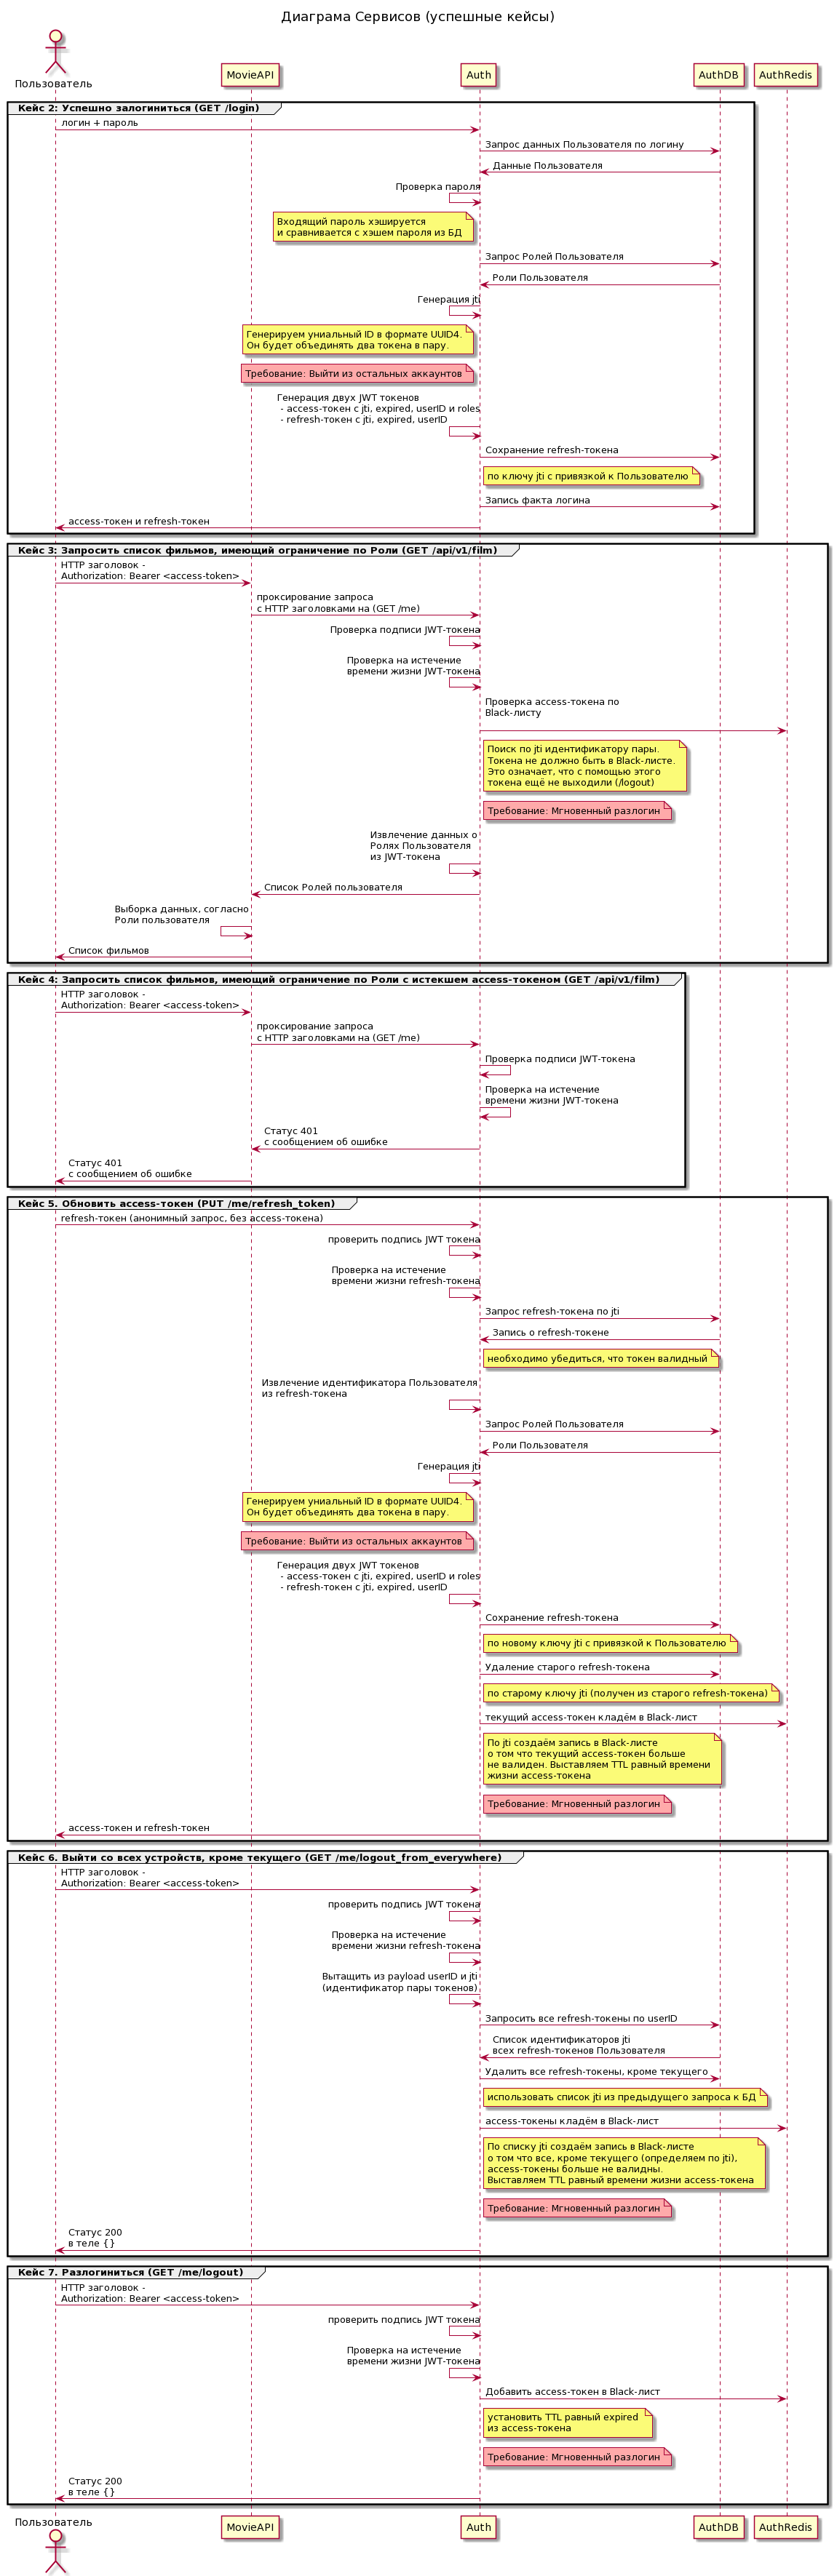 Диаграма Сервисов (успешные кейсы)
Пользователь
MovieAPI
Auth
AuthDB
AuthRedis
Кейс 2: Успешно залогиниться (GET /login)
логин + пароль
Запрос данных Пользователя по логину
Данные Пользователя
Проверка пароля
Входящий пароль хэшируется
и сравнивается с хэшем пароля из БД
Запрос Ролей Пользователя
Роли Пользователя
Генерация jti
Генерируем униальный ID в формате UUID4.
Он будет объединять два токена в пару.
Требование: Выйти из остальных аккаунтов
Генерация двух JWT токенов
- access-токен с jti, expired, userID и roles
- refresh-токен с jti, expired, userID
Сохранение refresh-токена
по ключу jti с привязкой к Пользователю
Запись факта логина
access-токен и refresh-токен
Кейс 3: Запросить список фильмов, имеющий ограничение по Роли (GET /api/v1/film)
HTTP заголовок -
Authorization: Bearer <access-token>
проксирование запроса
с HTTP заголовками на (GET /me)
Проверка подписи JWT-токена
Проверка на истечение
времени жизни JWT-токена
Проверка access-токена по
Black-листу
Поиск по jti идентификатору пары.
Токена не должно быть в Black-листе.
Это означает, что с помощью этого
токена ещё не выходили (/logout)
Требование: Мгновенный разлогин
Извлечение данных о
Ролях Пользователя
из JWT-токена
Список Ролей пользователя
Выборка данных, согласно
Роли пользователя
Список фильмов
Кейс 4: Запросить список фильмов, имеющий ограничение по Роли с истекшем access-токеном (GET /api/v1/film)
HTTP заголовок -
Authorization: Bearer <access-token>
проксирование запроса
с HTTP заголовками на (GET /me)
Проверка подписи JWT-токена
Проверка на истечение
времени жизни JWT-токена
Статус 401
с сообщением об ошибке
Статус 401
с сообщением об ошибке
Кейс 5. Обновить access-токен (PUT /me/refresh_token)
refresh-токен (анонимный запрос, без access-токена)
проверить подпись JWT токена
Проверка на истечение
времени жизни refresh-токена
Запрос refresh-токена по jti
Запись о refresh-токене
необходимо убедиться, что токен валидный
Извлечение идентификатора Пользователя
из refresh-токена
Запрос Ролей Пользователя
Роли Пользователя
Генерация jti
Генерируем униальный ID в формате UUID4.
Он будет объединять два токена в пару.
Требование: Выйти из остальных аккаунтов
Генерация двух JWT токенов
- access-токен с jti, expired, userID и roles
- refresh-токен с jti, expired, userID
Сохранение refresh-токена
по новому ключу jti с привязкой к Пользователю
Удаление старого refresh-токена
по старому ключу jti (получен из старого refresh-токена)
текущий access-токен кладём в Black-лист
По jti создаём запись в Black-листе
о том что текущий access-токен больше
не валиден. Выставляем TTL равный времени
жизни access-токена
Требование: Мгновенный разлогин
access-токен и refresh-токен
Кейс 6. Выйти со всех устройств, кроме текущего (GET /me/logout_from_everywhere)
HTTP заголовок -
Authorization: Bearer <access-token>
проверить подпись JWT токена
Проверка на истечение
времени жизни refresh-токена
Вытащить из payload userID и jti
(идентификатор пары токенов)
Запросить все refresh-токены по userID
Список идентификаторов jti
всех refresh-токенов Пользователя
Удалить все refresh-токены, кроме текущего
использовать список jti из предыдущего запроса к БД
access-токены кладём в Black-лист
По списку jti создаём запись в Black-листе
о том что все, кроме текущего (определяем по jti),
access-токены больше не валидны.
Выставляем TTL равный времени жизни access-токена
Требование: Мгновенный разлогин
Статус 200
в теле {}
Кейс 7. Разлогиниться (GET /me/logout)
HTTP заголовок -
Authorization: Bearer <access-token>
проверить подпись JWT токена
Проверка на истечение
времени жизни JWT-токена
Добавить access-токен в Black-лист
установить TTL равный expired
из access-токена
Требование: Мгновенный разлогин
Статус 200
в теле {}
Пользователь
MovieAPI
Auth
AuthDB
AuthRedis